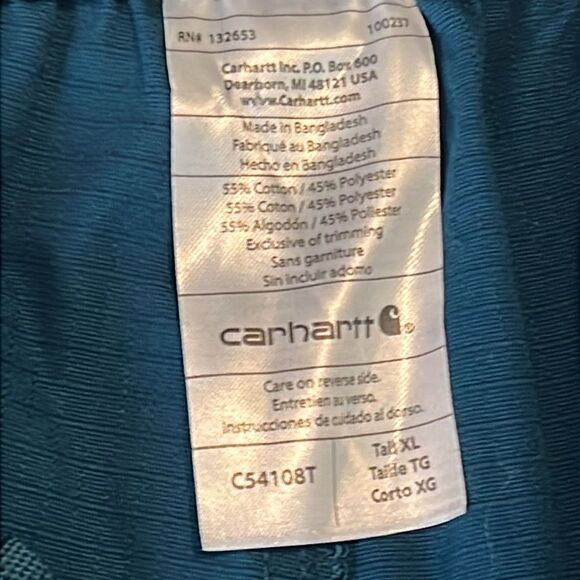 RN# 132653 100237
Carhartt Inc, P.O. Box 600
Dearborn, MI 48121 USA
www.Carhartt.com
Made in Bangladesh
Fabriqué au Bangladesh
Hecho en Bangladesh
55% Cotton / 45% Polyester
55% Coton / 45% Polyester
55% Algodón / 45% Poliester
Exclusive of trimming
Sans garniture
Sin incluir adorno
carhartt
Care on reverse side.
Entretien au verso.
Instrucciones de cuidado al dorso.
C54108T
Tall XL
Taille TG
Corto XG